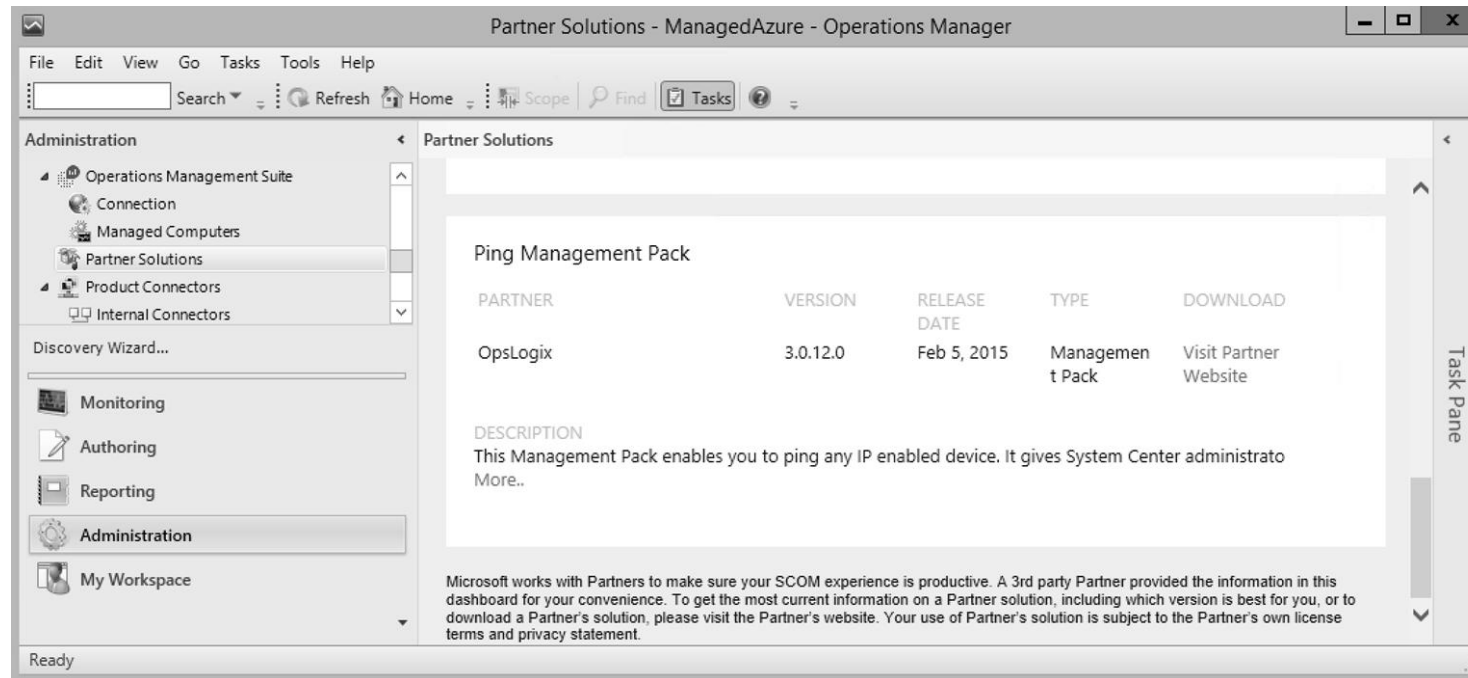 Partner Solutions - ManagedAzure - Operations Manager
File Edit View Go Tasks Tools Help
Search Refresh Home Scope Find Tasks
Administration
Operations Management Suite
Connection
Managed Computers
Partner Solutions
Product Connectors
Internal Connectors
Discovery Wizard...
Monitoring
Authoring
Reporting
Administration
My Workspace
Partner Solutions
Ping Management Pack
PARTNER VERSION RELEASE TYPE DOWNLOAD
DATE
OpsLogix 3.0.12.0 Feb 5, 2015 Managemen Visit Partner
t Pack Website
DESCRIPTION
This Management Pack enables you to ping any IP enabled device. It gives System Center administrato
More..
Microsoft works with Partners to make sure your SCOM experience is productive. A 3rd party Partner provided the information in this
dashboard for your convenience. To get the most current information on a Partner solution, including which version is best for you, or to
download a Partner's solution, please visit the Partner's website. Your use of Partner's solution is subject to the Partner's own license
terms and privacy statement.
Task Pane
Ready